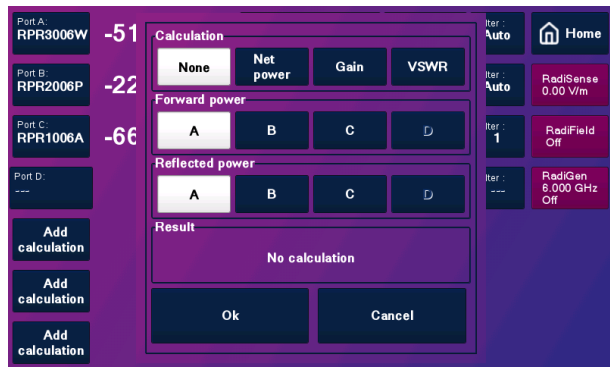 Port A:
RPR3006W
-51
Calculation
None
Net
power
Gain
VSWR
lter :
Auto
Home
Port B:
RPR2006P
-22
lter :
Auto
RadiSense
0.00 V/m
Forward power
A
B
C
D
Port C:
RPR1006A
-66
lter :
1
RadiField
Off
Reflected power
A
B
C
D
Port D:
---
lter :
---
RadiGen
6.000 GHz
Off
Add
calculation
Result
No calculation
Add
calculation
Add
calculation
Ok
Cancel